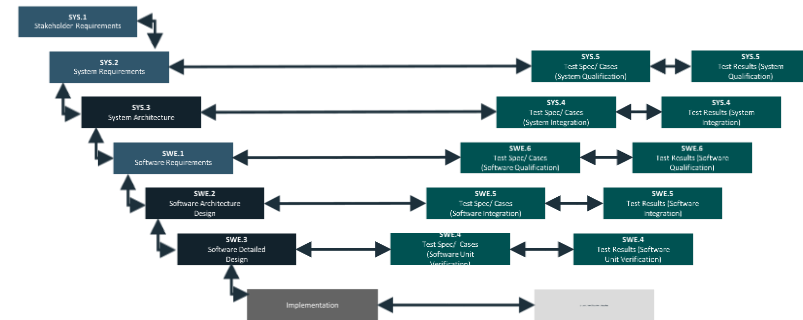 SYS.1
Stakeholder Requirements
SYS.2
System Requirements
SYS.5
Test Spec/ Cases
(System Qualification)
SYS.5
Test Results (System
Qualification)
SYS.3
System Architecture
SYS.4
Test Spec/ Cases
(System Integration)
SYS.4
Test Results (System
Integration)
SWE.1
Software Requirements
SWE.6
Test Spec/ Cases
(Software Qualification)
SWE.6
Test Results (Software
Qualification)
SWE.2
Software Architecture
Design
SWE.5
Test Spec/ Cases
(Software Integration)
SWE.5
Test Results (Software
Integration)
SWE.3
Software Detailed
Design
SWE.4
Test Spec/ Cases
(Software Unit
Verification)
SWE.4
Test Results (Software
Unit Verification)
Implementation